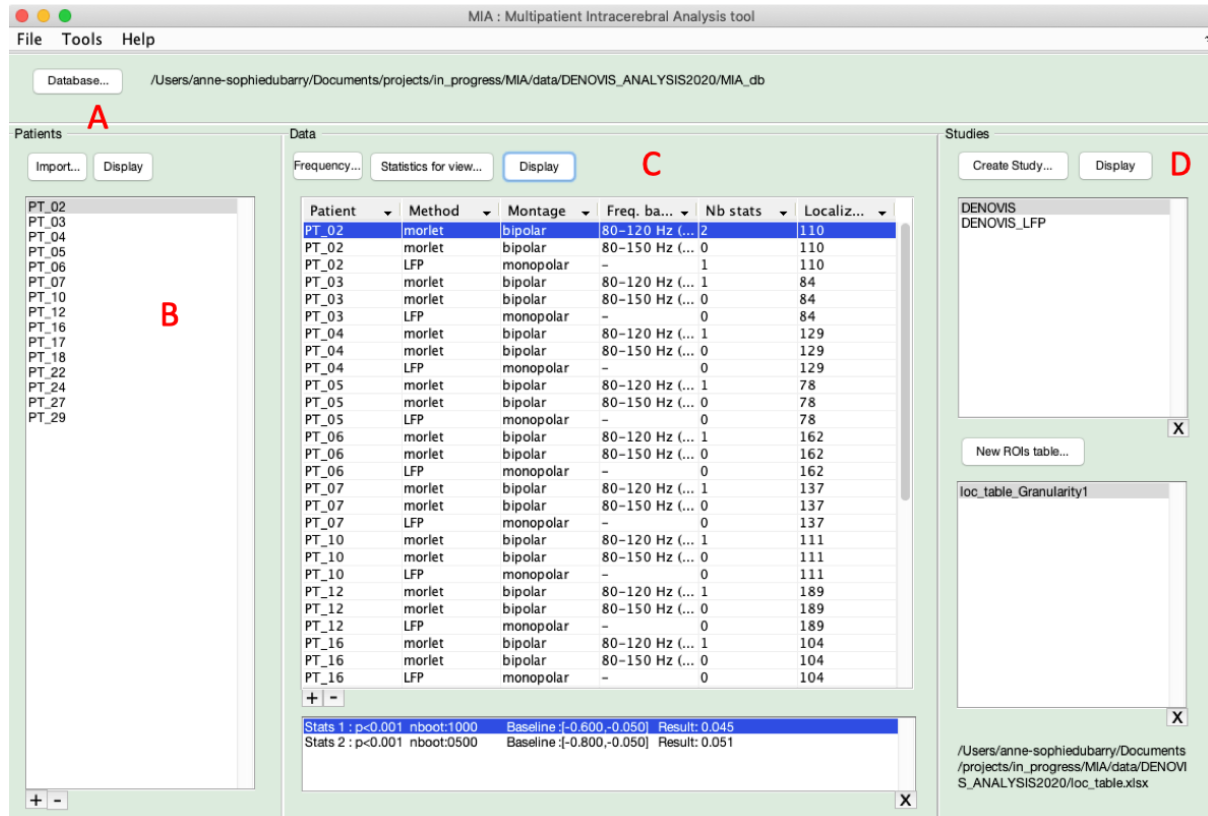 MIA : Multipatient Intracerebral Analysis tool
File Tools Help
Database... /Users/anne-sophiedubarry/Documents/projects/in_progress/MIA/data/DENOVIS_ANALYSIS2020/MIA_db
A
Patients
Import... Display
B
PT_02
PT_03
PT_04
PT_05
PT_06
PT_07
PT_10
PT_12
PT_16
PT_17
PT_18
PT_22
PT_24
PT_27
PT_29
+ -
Data
Frequency... Statistics for view... Display
C
Patient Method Montage Freq. ba... Nb stats Localiz...
PT_02 morlet bipolar 80-120 Hz (... 2 110
PT_02 morlet bipolar 80-150 Hz (... 0 110
PT_02 LFP monopolar - 1 110
PT_03 morlet bipolar 80-120 Hz (... 1 84
PT_03 morlet bipolar 80-150 Hz (... 0 84
PT_03 LFP monopolar - 0 84
PT_04 morlet bipolar 80-120 Hz (... 1 129
PT_04 morlet bipolar 80-150 Hz (... 0 129
PT_04 LFP monopolar - 0 129
PT_05 morlet bipolar 80-120 Hz (... 1 78
PT_05 morlet bipolar 80-150 Hz (... 0 78
PT_05 LFP monopolar - 0 78
PT_06 morlet bipolar 80-120 Hz (... 1 162
PT_06 morlet bipolar 80-150 Hz (... 0 162
PT_06 LFP monopolar - 0 162
PT_07 morlet bipolar 80-120 Hz (... 1 137
PT_07 morlet bipolar 80-150 Hz (... 0 137
PT_07 LFP monopolar - 0 137
PT_10 morlet bipolar 80-120 Hz (... 1 111
PT_10 morlet bipolar 80-150 Hz (... 0 111
PT_10 LFP monopolar - 0 111
PT_12 morlet bipolar 80-120 Hz (... 1 189
PT_12 morlet bipolar 80-150 Hz (... 0 189
PT_12 LFP monopolar - 0 189
PT_16 morlet bipolar 80-120 Hz (... 1 104
PT_16 morlet bipolar 80-150 Hz (... 0 104
PT_16 LFP monopolar - 0 104
+ -
Stats 1 : p<0.001 nboot:1000 Baseline :[-0.600,-0.050] Result: 0.045
Stats 2 : p<0.001 nboot:0500 Baseline :[-0.800,-0.050] Result: 0.051
X
Studies
Create Study... Display
D
DENOVIS
DENOVIS_LFP
X
New ROIs table...
loc_table_Granularity1
X
/Users/anne-sophiedubarry/Documents
/projects/in_progress/MIA/data/DENOVI
S_ANALYSIS2020/loc_table.xlsx